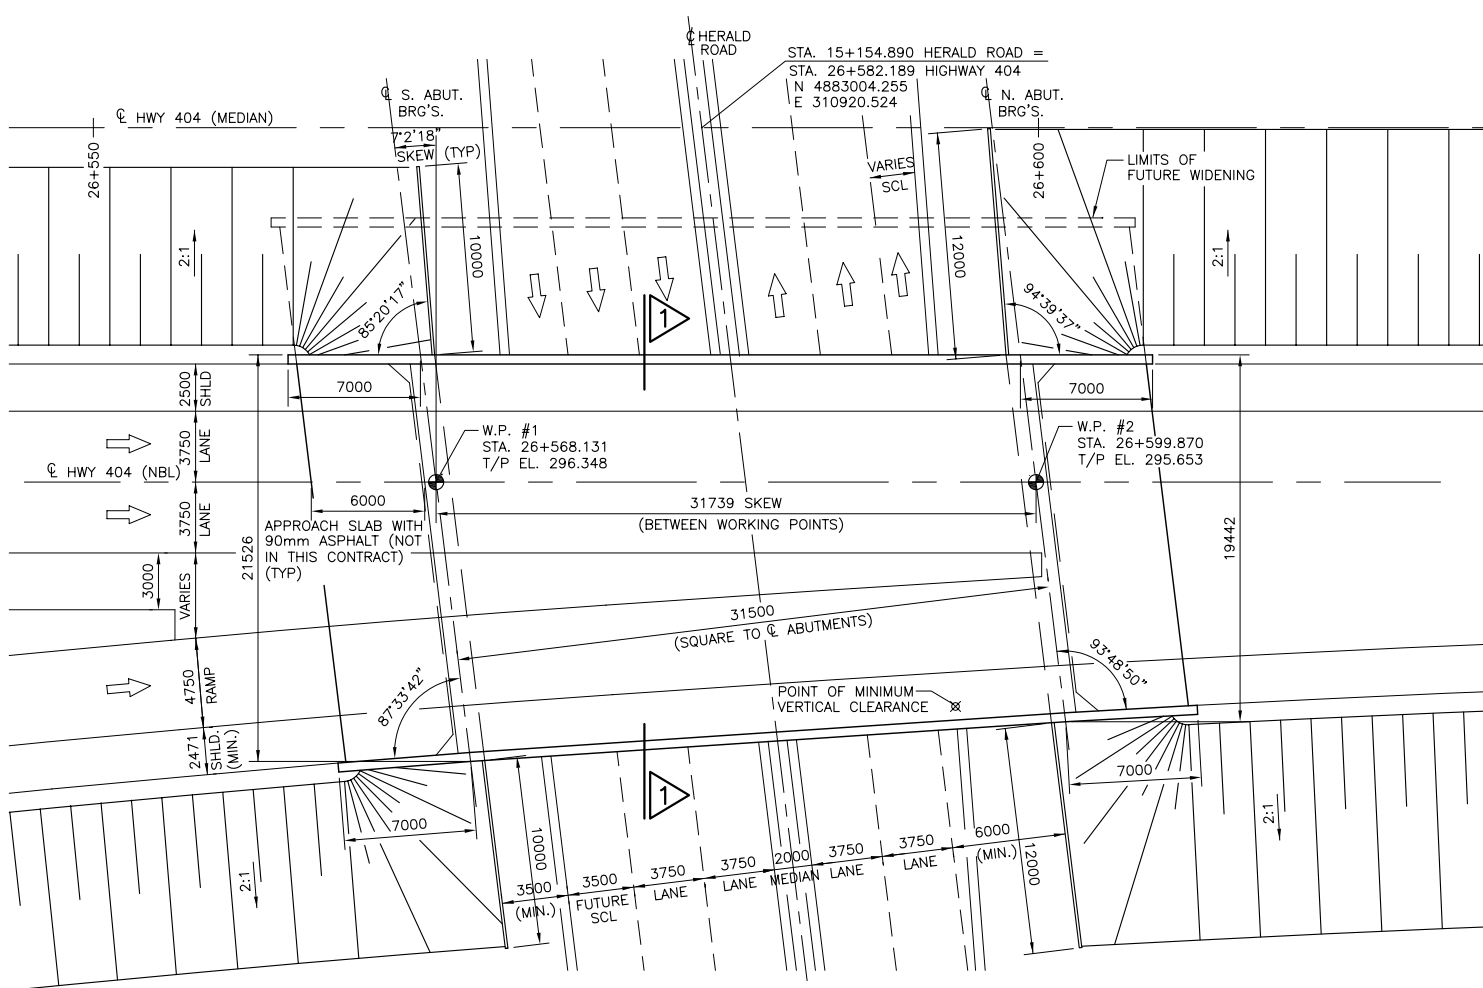 ℄ HERALD
ROAD
STA. 15+154.890 HERALD ROAD =
STA. 26+582.189 HIGHWAY 404
N 4883004.255
E 310920.524
℄ S. ABUT.
BRG'S.
℄ N. ABUT.
BRG'S.
℄ HWY 404 (MEDIAN)
7°2'18"
SKEW (TYP)
26+550
26+600
VARIES
SCL
LIMITS OF
FUTURE WIDENING
2:1
10000
12000
2:1
85°20'17"
94°39'37"
1
2500
SHLD
7000
7000
3750
LANE
W.P. #1
STA. 26+568.131
T/P EL. 296.348
W.P. #2
STA. 26+599.870
T/P EL. 295.653
℄ HWY 404 (NBL)
3750
LANE
6000
31739 SKEW
(BETWEEN WORKING POINTS)
APPROACH SLAB WITH
90mm ASPHALT (NOT
IN THIS CONTRACT)
(TYP)
21526
19442
3000
VARIES
31500
(SQUARE TO ℄ ABUTMENTS)
4750
RAMP
87°33'42"
93°48'50"
POINT OF MINIMUM
VERTICAL CLEARANCE
2471
SHLD.
(MIN.)
7000
7000
1
2:1
2:1
10000
12000
3500
(MIN.)
3500
FUTURE
SCL
3750
LANE
3750
LANE
2000
MEDIAN
3750
LANE
3750
LANE
6000
(MIN.)